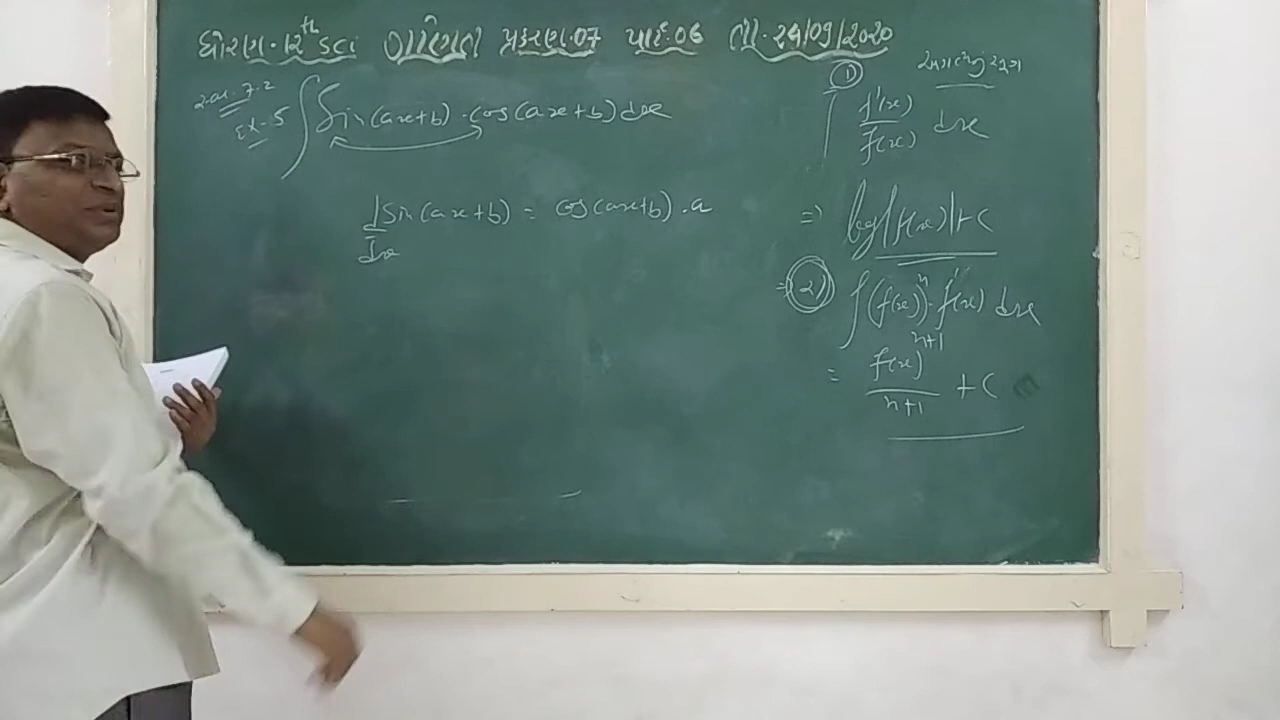 ધોરણ.12th SCI ગણિત પ્રકરણ.07 પાર્ટ.06 તા.29/09/2020
સ્વા. 7.2
Ex-5 ∫ Sin(ax+b) · Cos(ax+b) dx
d/dx Sin(ax+b) = cos(ax+b) . a
(1) ∫ f'(x)/f(x) dx
=> log|f(x)| + C
(2) ∫ (f(x))^n · f'(x) dx
= f(x)^(n+1)/(n+1) + C